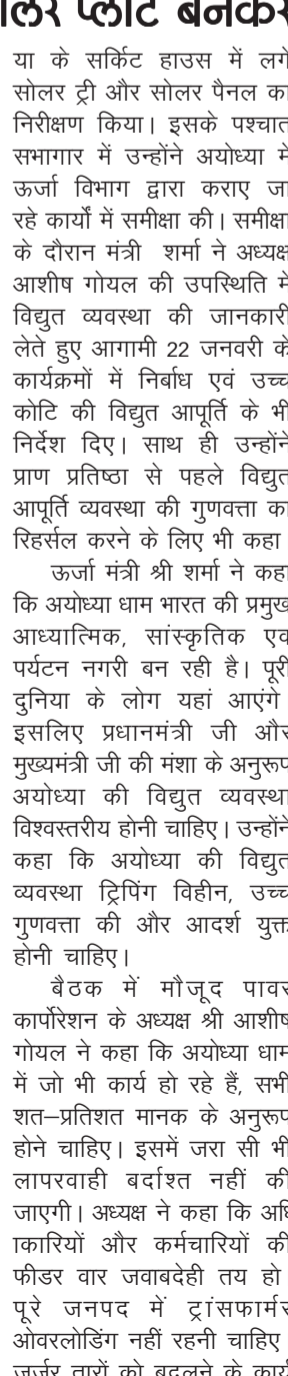 प्लांट बनकर
या के सर्किट हाउस में लगे
सोलर ट्री और सोलर पैनल का
निरीक्षण किया। इसके पश्चात
सभागार में उन्होंने अयोध्या में
ऊर्जा विभाग द्वारा कराए जा
रहे कार्यों में समीक्षा की। समीक्षा
के दौरान मंत्री शर्मा ने अध्यक्ष
आशीष गोयल की उपस्थिति में
विद्युत व्यवस्था की जानकारी
लेते हुए आगामी 22 जनवरी के
कार्यक्रमों में निर्बाध एवं उच्च
कोटि की विद्युत आपूर्ति के भी
निर्देश दिए। साथ ही उन्होंने
प्राण प्रतिष्ठा से पहले विद्युत
आपूर्ति व्यवस्था की गुणवत्ता का
रिहर्सल करने के लिए भी कहा
ऊर्जा मंत्री श्री शर्मा ने कहा
कि अयोध्या धाम भारत की प्रमुख
आध्यात्मिक, सांस्कृतिक एव
पर्यटन नगरी बन रही है। पूरी
दुनिया के लोग यहां आएंगे
इसलिए प्रधानमंत्री जी और
मुख्यमंत्री जी की मंशा के अनुरूप
अयोध्या की विद्युत व्यवस्था
विश्वस्तरीय होनी चाहिए। उन्होंने
कहा कि अयोध्या की विद्युत
व्यवस्था ट्रिपिंग विहीन, उच्च
गुणवत्ता की और आदर्श युक्त
होनी चाहिए।
बैठक में मौजूद पावर
कार्पोरेशन के अध्यक्ष श्री आशीष
गोयल ने कहा कि अयोध्या धाम
में जो भी कार्य हो रहे हैं, सभी
शत–प्रतिशत मानक के अनुरूप
होने चाहिए। इसमें जरा सी भी
लापरवाही बर्दाश्त नहीं की
जाएगी। अध्यक्ष ने कहा कि अधि
ाकारियों और कर्मचारियों की
फीडर वार जवाबदेही तय हो
पूरे जनपद में ट्रांसफार्मर
ओवरलोडिंग नहीं रहनी चाहिए
जर्जर तारों को बदलने के कार्य